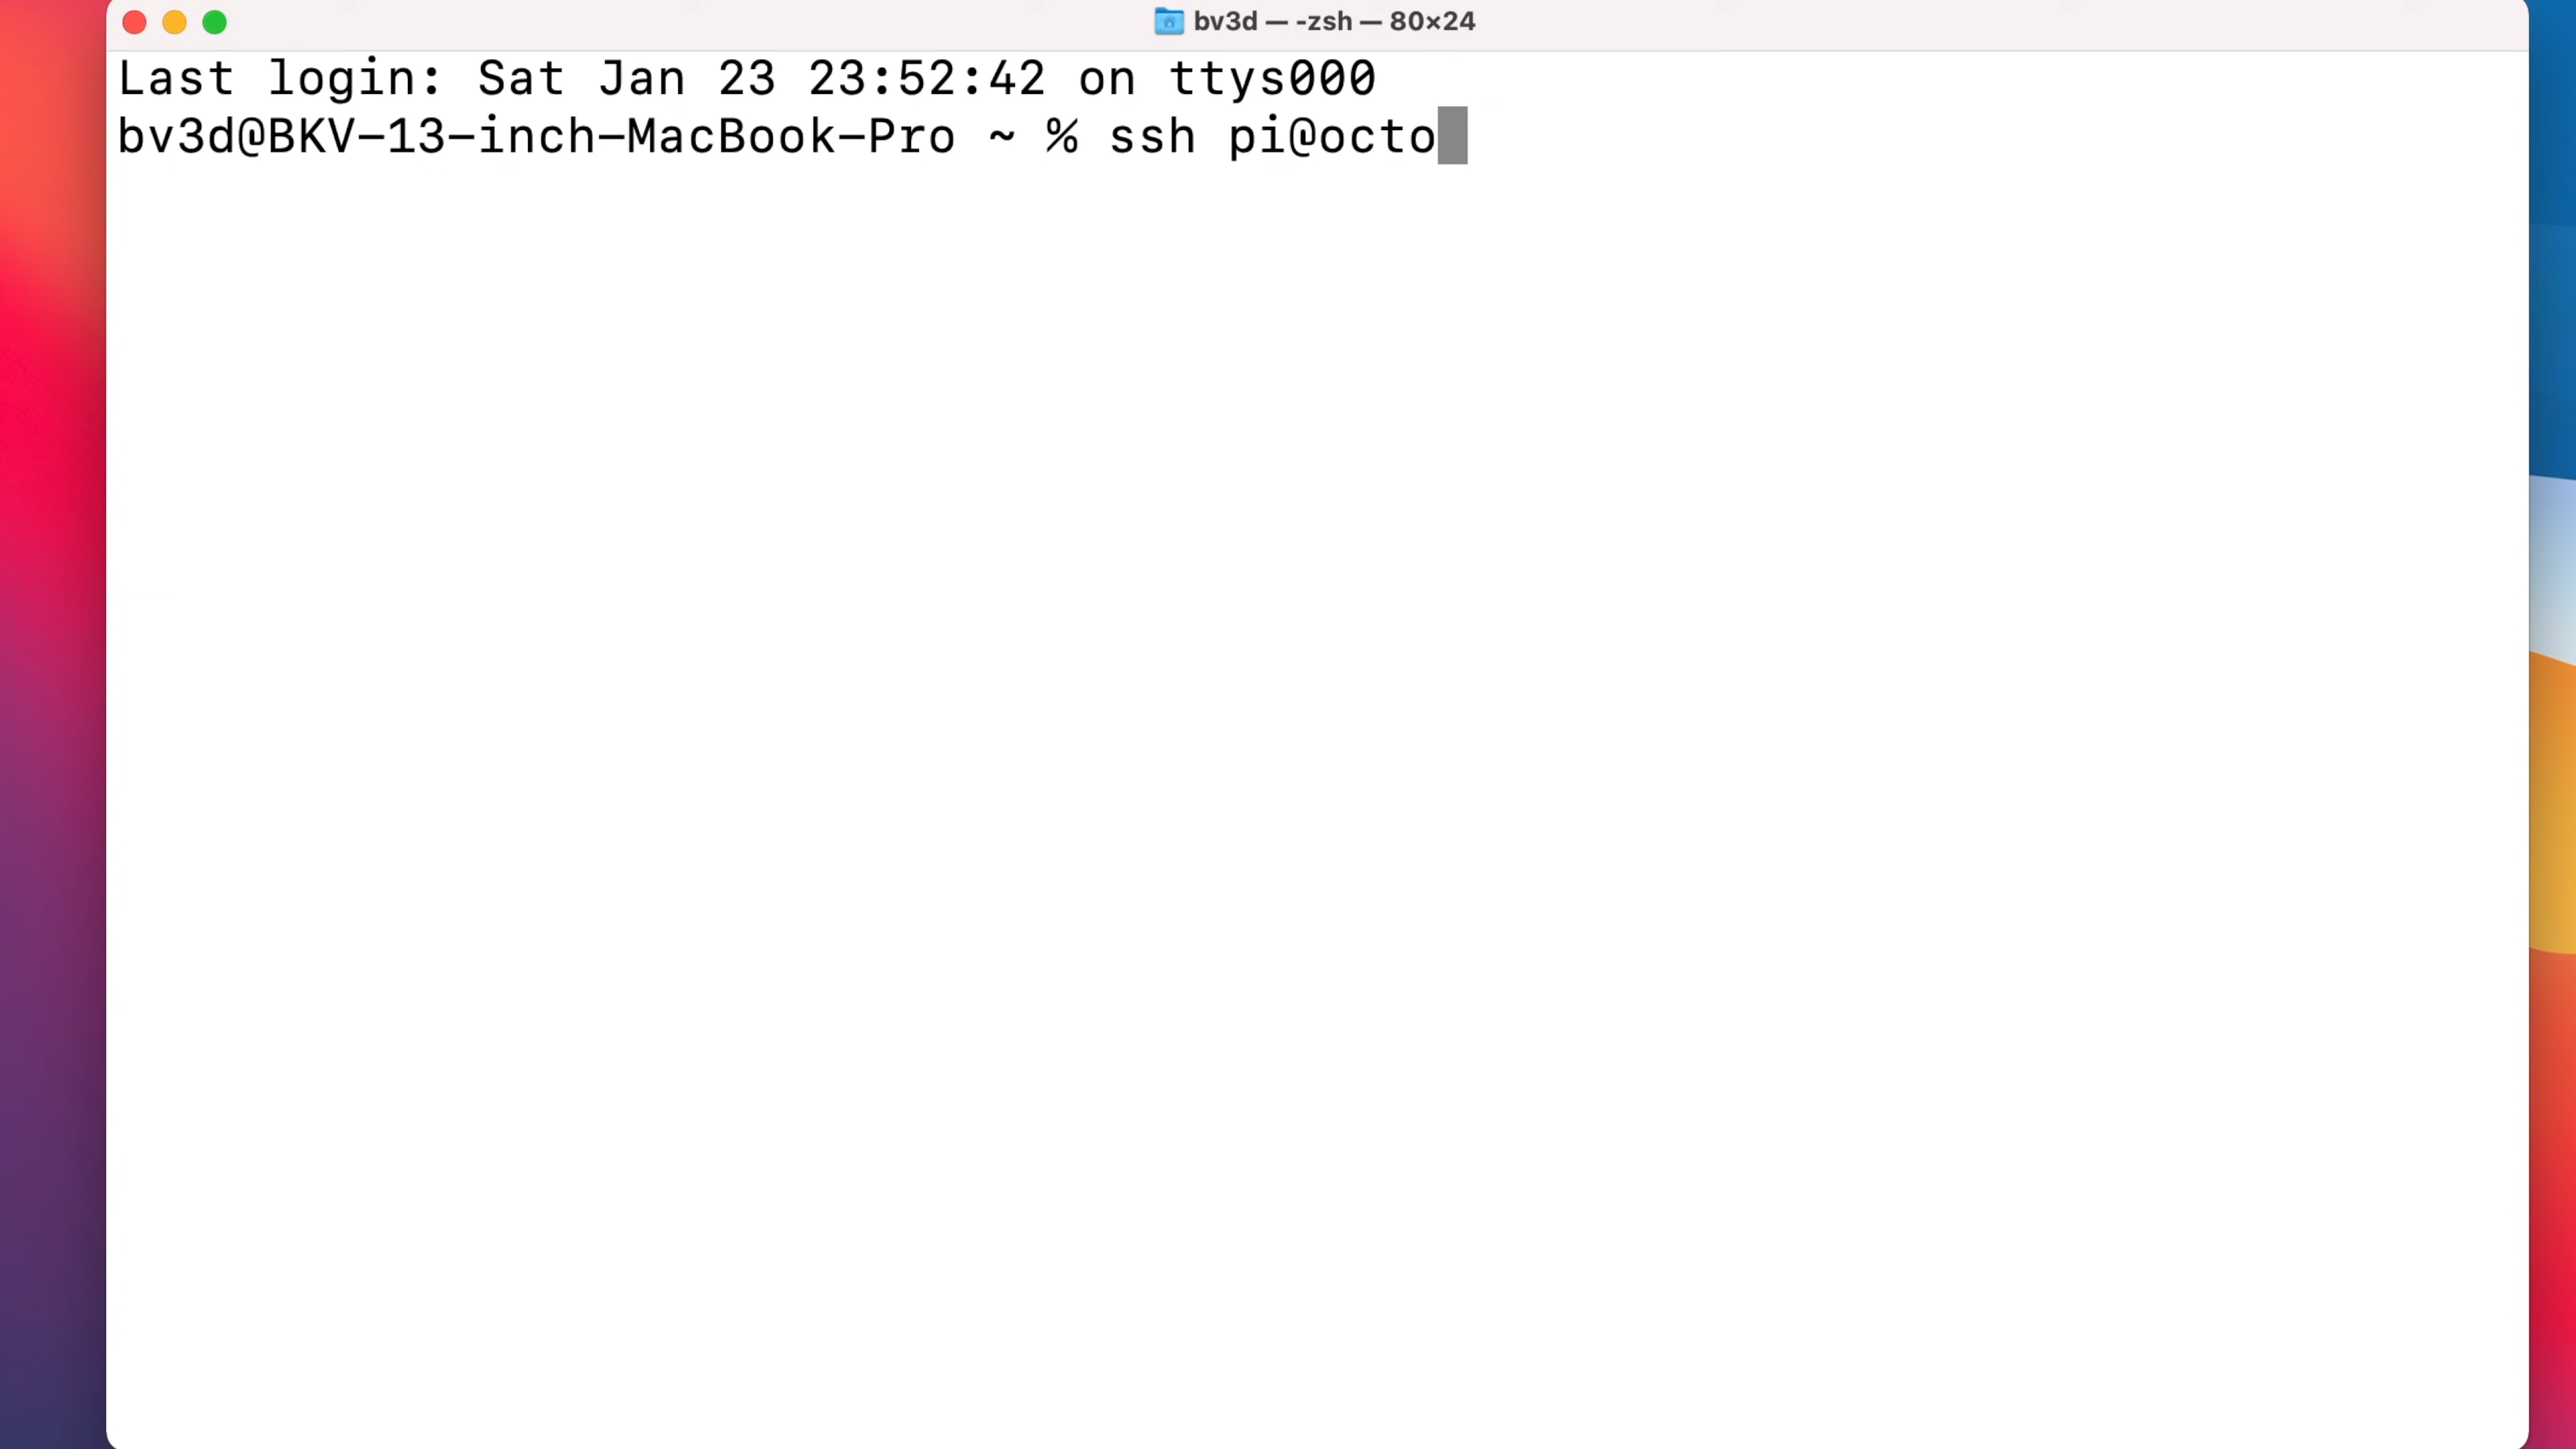 bv3d — -zsh — 80×24
Last login: Sat Jan 23 23:52:42 on ttys000
bv3d@BKV-13-inch-MacBook-Pro ~ % ssh pi@octo